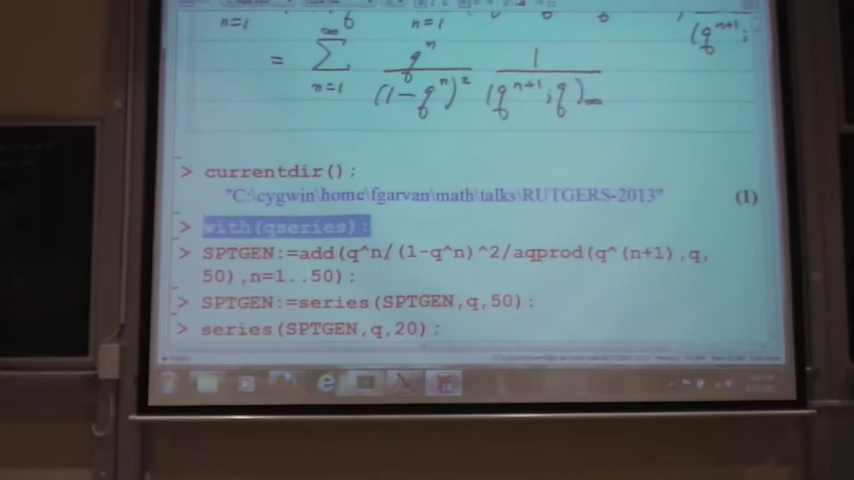 n=1 n=1 (q^{n+1};
= ∞ ∑ n=1 q^n / (1-q^n)^2 1 / (q^{n+1};q)_∞
> currentdir();
"C:\cygwin\home\fgarvan\math\talks\RUTGERS-2013" (1)
> with(qseries):
> SPTGEN:=add(q^n/(1-q^n)^2/aqprod(q^(n+1),q,
50),n=1..50):
> SPTGEN:=series(SPTGEN,q,50):
> series(SPTGEN,q,20);